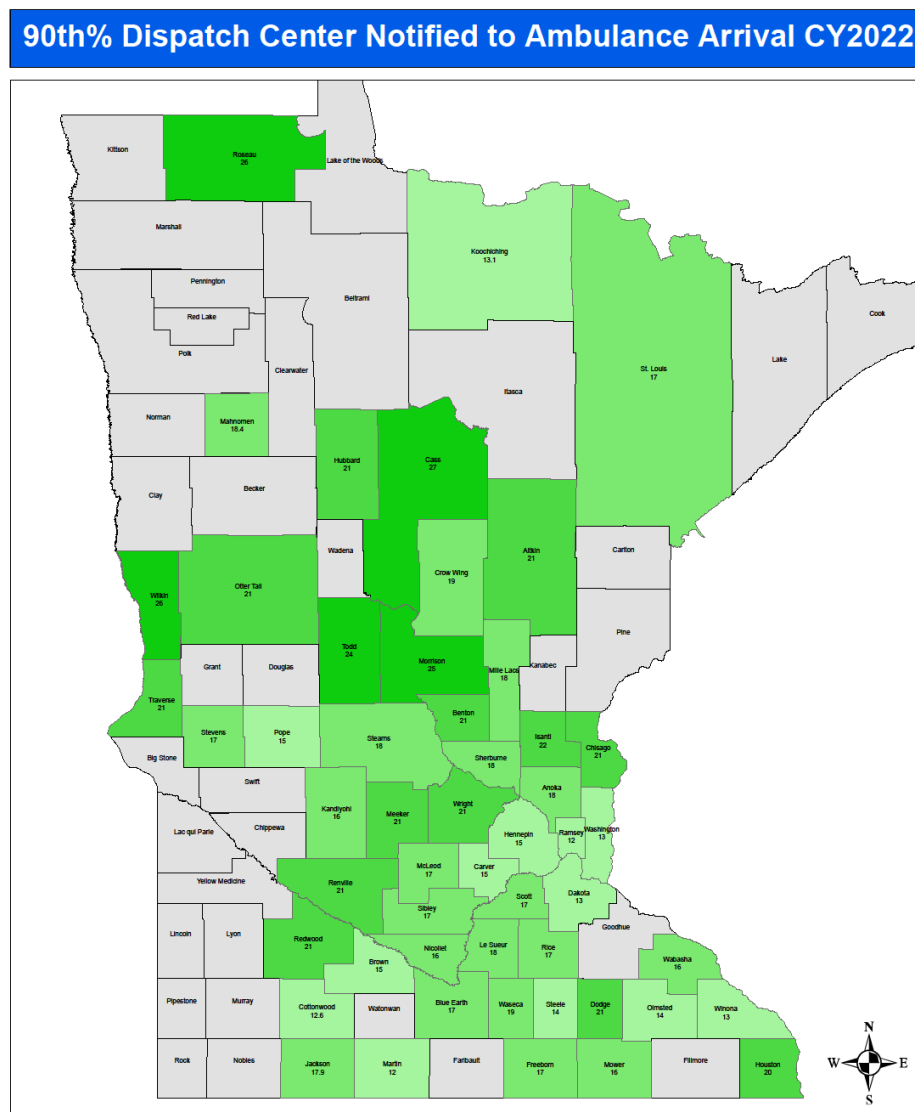 90th% Dispatch Center Notified to Ambulance Arrival CY2022
Kittson
Roseau
26
Lake of the Woods
Koochiching
13.1
Marshall
Pennington
Red Lake
Polk
Beltrami
Clearwater
Itasca
St. Louis
17
Lake
Cook
Norman
Mahnomen
18.4
Hubbard
21
Cass
27
Clay
Becker
Wadena
Crow Wing
19
Aitkin
21
Carlton
Wilkin
26
Otter Tail
21
Todd
24
Morrison
25
Mille Lacs
18
Kanabec
Pine
Grant
Douglas
Traverse
21
Stevens
17
Pope
15
Stearns
18
Benton
21
Isanti
22
Chisago
21
Big Stone
Swift
Sherburne
18
Anoka
18
Kandiyohi
16
Meeker
21
Wright
21
Hennepin
15
Ramsey
12
Washington
13
Lac qui Parle
Chippewa
Yellow Medicine
Renville
21
McLeod
17
Carver
15
Scott
17
Dakota
13
Sibley
17
Goodhue
Lincoln
Lyon
Redwood
21
Brown
15
Nicollet
16
Le Sueur
18
Rice
17
Wabasha
16
Pipestone
Murray
Cottonwood
12.6
Watonwan
Blue Earth
17
Waseca
19
Steele
14
Dodge
21
Olmsted
14
Winona
13
Rock
Nobles
Jackson
17.9
Martin
12
Faribault
Freeborn
17
Mower
16
Fillmore
Houston
20
N
W E
S